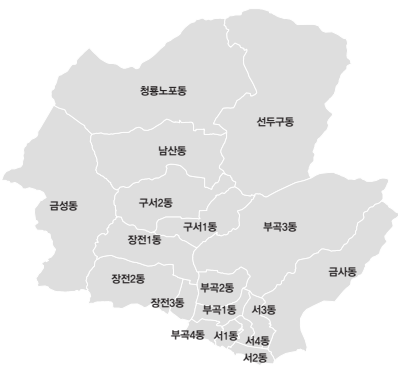 청룡노포동
선두구동
남산동
금성동
구서2동
구서1동
부곡3동
장전1동
금사동
장전2동
부곡2동
장전3동
부곡1동
서3동
부곡4동
서1동
서4동
서2동